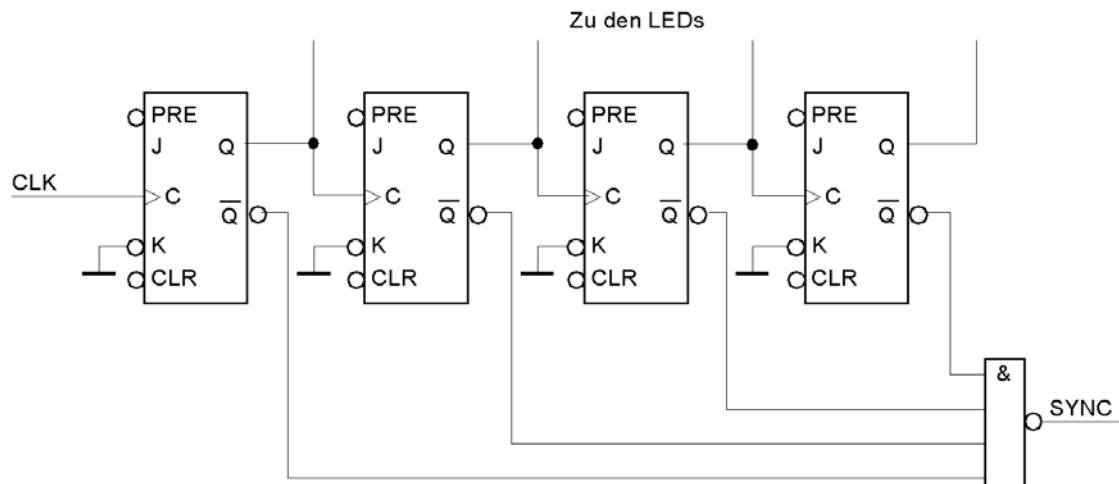 Zu den LEDs
PRE PRE PRE PRE
J Q J Q J Q J Q
CLK
C C C C
Q Q Q Q
K K K K
CLR CLR CLR CLR
&
SYNC